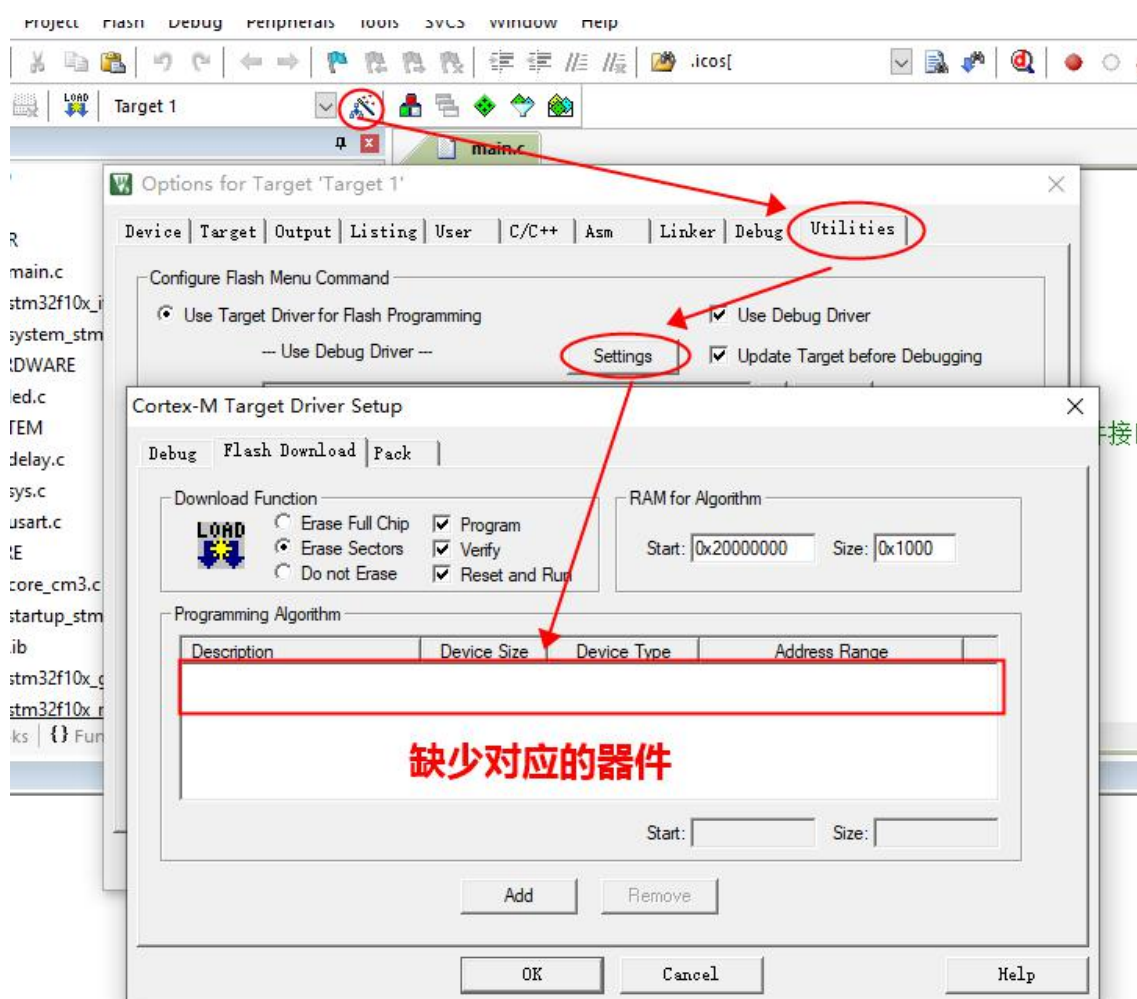 Project Flash Debug Peripherals Tools SVCS Window Help
.icos[
LOAD Target 1
main.c
Options for Target 'Target 1'
Device Target Output Listing User C/C++ Asm Linker Debug Utilities
Configure Flash Menu Command
Use Target Driver for Flash Programming
Use Debug Driver
--- Use Debug Driver ---
Settings
Update Target before Debugging
R
main.c
stm32f10x_i
system_stm
RDWARE
led.c
TEM
delay.c
sys.c
usart.c
RE
core_cm3.c
startup_stm
ib
stm32f10x_g
stm32f10x_r
ks {} Fun
Cortex-M Target Driver Setup
件接口
Debug Flash Download Pack
Download Function
LOAD
Erase Full Chip
Program
Erase Sectors
Verify
Do not Erase
Reset and Run
RAM for Algorithm
Start: 0x20000000 Size: 0x1000
Programming Algorithm
Description Device Size Device Type Address Range
缺少对应的器件
Start: Size:
Add Remove
OK Cancel Help